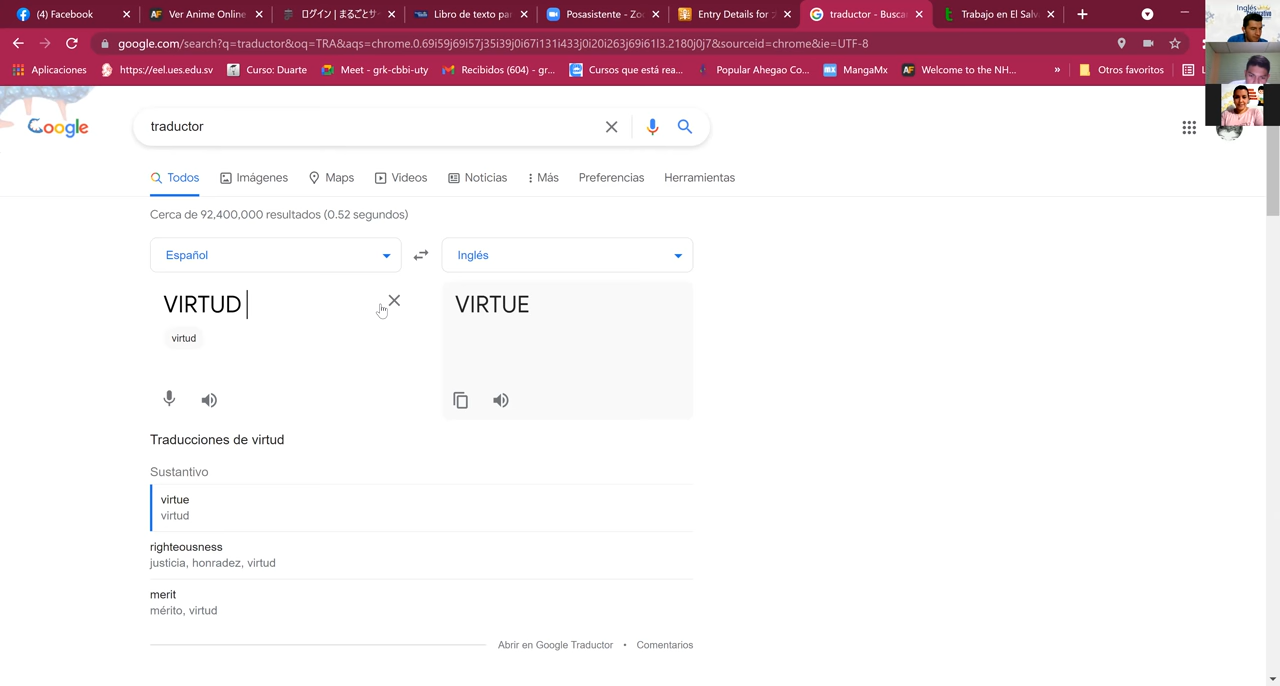 (4) Facebook
Ver Anime Online
ログイン | まるごとサ
Libro de texto par
Posasistente - Zoo
Entry Details for フ
traductor - Busca
Trabajo en El Salv
google.com/search?q=traductor&oq=TRA&aqs=chrome.0.69i59j69i57j35i39j0i67i131i433j0i20i263j69i61l3.2180j0j7&sourceid=chrome&ie=UTF-8
Aplicaciones
https://eel.ues.edu.sv
Curso: Duarte
Meet - grk-cbbi-uty
Recibidos (604) - gr...
Cursos que está rea...
Popular Ahegao Co...
MangaMx
Welcome to the NH...
»
Otros favoritos
Inglés
Google
traductor
Todos
Imágenes
Maps
Videos
Noticias
Más
Preferencias
Herramientas
Cerca de 92,400,000 resultados (0.52 segundos)
Español
Inglés
VIRTUD
VIRTUE
virtud
Traducciones de virtud
Sustantivo
virtue
virtud
righteousness
justicia, honradez, virtud
merit
mérito, virtud
Abrir en Google Traductor • Comentarios